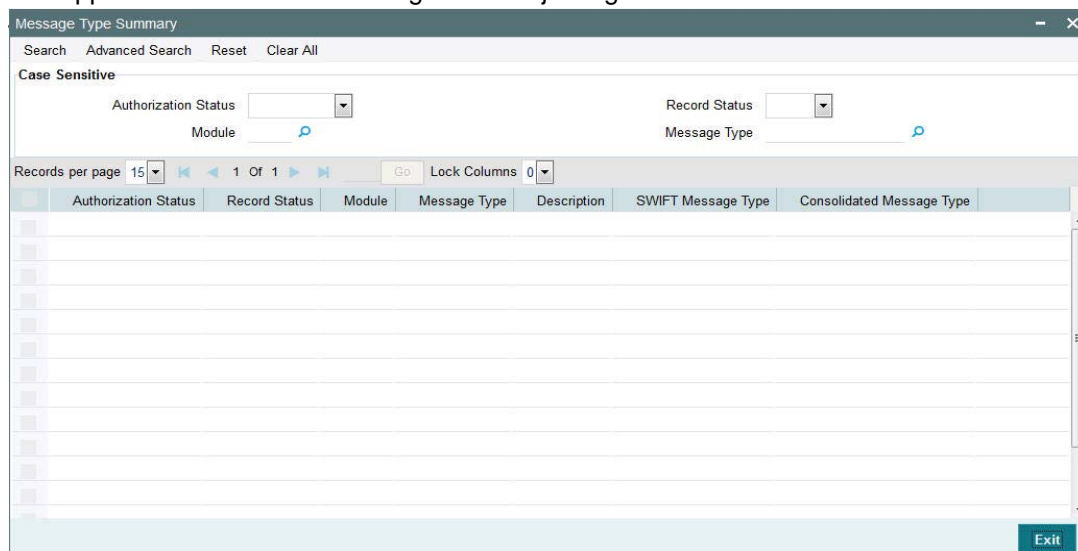 Message Type Summary
Search Advanced Search Reset Clear All
Case Sensitive
Authorization Status Record Status
Module Message Type
Records per page 15 1 Of 1 Go Lock Columns 0
Authorization Status Record Status Module Message Type Description SWIFT Message Type Consolidated Message Type
Exit